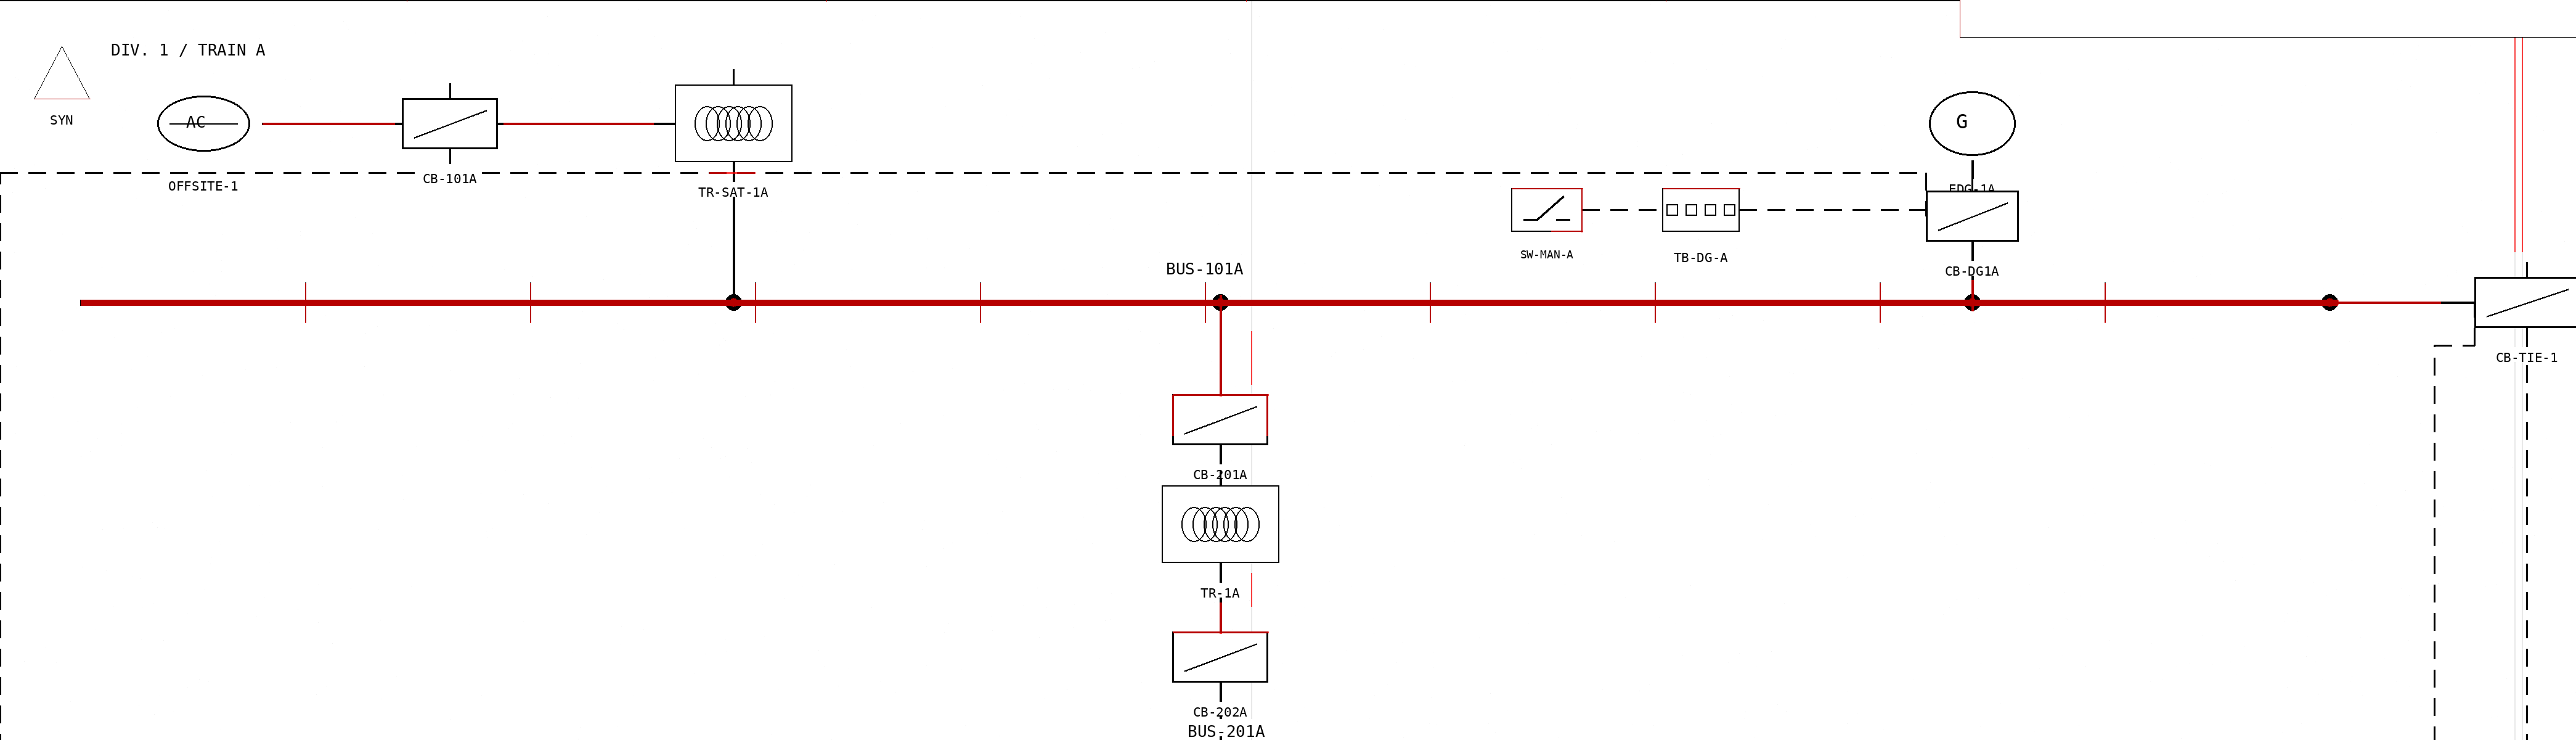 DIV. 1 / TRAIN A
SYN
AC
OFFSITE-1
CB-101A
TR-SAT-1A
G
EDG-1A
SW-MAN-A
TB-DG-A
CB-DG1A
BUS-101A
CB-TIE-1
CB-201A
TR-1A
CB-202A
BUS-201A